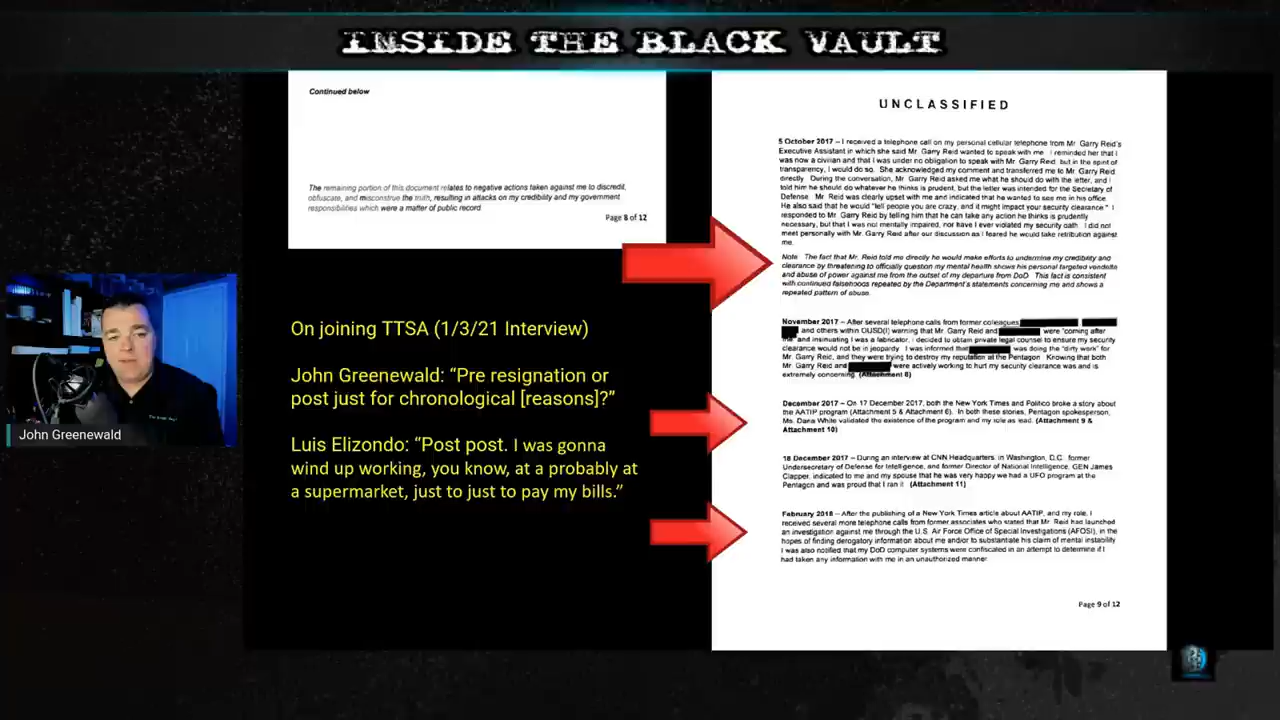 INSIDE THE BLACK VAULT
Continued below
The remaining portion of this document relates to negative actions taken against me to discredit,
obfuscate, and misconstrue the truth, resulting in attacks on my credibility and my government
responsibilities which were a matter of public record
Page 8 of 12
On joining TTSA (1/3/21 Interview)
John Greenewald: “Pre resignation or
post just for chronological [reasons]?”
Luis Elizondo: “Post post. I was gonna
wind up working, you know, at a probably at
a supermarket, just to just to pay my bills.”
John Greenewald
UNCLASSIFIED
5 October 2017 – I received a telephone call on my personal cellular telephone from Mr. Garry Reid's
Executive Assistant in which she said Mr. Garry Reid wanted to speak with me I reminded her that I
was now a civilian and that I was under no obligation to speak with Mr. Garry Reid, but in the spirit of
transparency, I would do so. She acknowledged my comment and transferred me to Mr. Garry Reid
directly During the conversation, Mr. Garry Reid asked me what he should do with the letter, and I
told him he should do whatever he thinks is prudent, but the letter was intended for the Secretary of
Defense Mr. Reid was clearly upset with me and indicated that he wanted to see me in his office.
He also said that he would "tell people you are crazy, and it might impact your security clearance" I
responded to Mr. Garry Reid by telling him that he can take any action he thinks is prudently
necessary, but that I was not mentally impaired, nor have I ever violated my security oath I did not
meet personally with Mr. Garry Reid after our discussion as I feared he would take retribution against
me.
Note The fact that Mr. Reid told me directly he would make efforts to undermine my credibility and
clearance by threatening to officially question my mental health shows his personal targeted vendetta
and abuse of power against me from the outset of my departure from DoD This fact is consistent
with continued falsehoods repeated by the Department's statements concerning me and shows a
repeated pattern of abuse.
November 2017 – After several telephone calls from former colleagues
and others within OUSD(I) warning that Mr. Garry Reid and were "coming after
me" and insinuating I was a fabricator, I decided to obtain private legal counsel to ensure my security
clearance would not be in jeopardy I was informed that was doing the "dirty work" for
Mr. Garry Reid, and they were trying to destroy my reputation at the Pentagon Knowing that both
Mr. Garry Reid and were actively working to hurt my security clearance was and is
extremely concerning. (Attachment 8)
December 2017 – On 17 December 2017, both the New York Times and Politico broke a story about
the AATIP program (Attachment 5 & Attachment 6). In both these stories, Pentagon spokesperson,
Ms. Dana White validated the existence of the program and my role as lead. (Attachment 9 &
Attachment 10)
18 December 2017 – During an interview at CNN Headquarters, in Washington, D.C. former
Undersecretary of Defense for Intelligence, and former Director of National Intelligence, GEN James
Clapper, indicated to me and my spouse that he was very happy we had a UFO program at the
Pentagon and was proud that I ran it (Attachment 11)
February 2018 – After the publishing of a New York Times article about AATIP, and my role, I
received several more telephone calls from former associates who stated that Mr. Reid had launched
an investigation against me through the U.S. Air Force Office of Special Investigations (AFOSI), in the
hopes of finding derogatory information about me and/or to substantiate his claim of mental instability
I was also notified that my DoD computer systems were confiscated in an attempt to determine if I
had taken any information with me in an unauthorized manner
Page 9 of 12